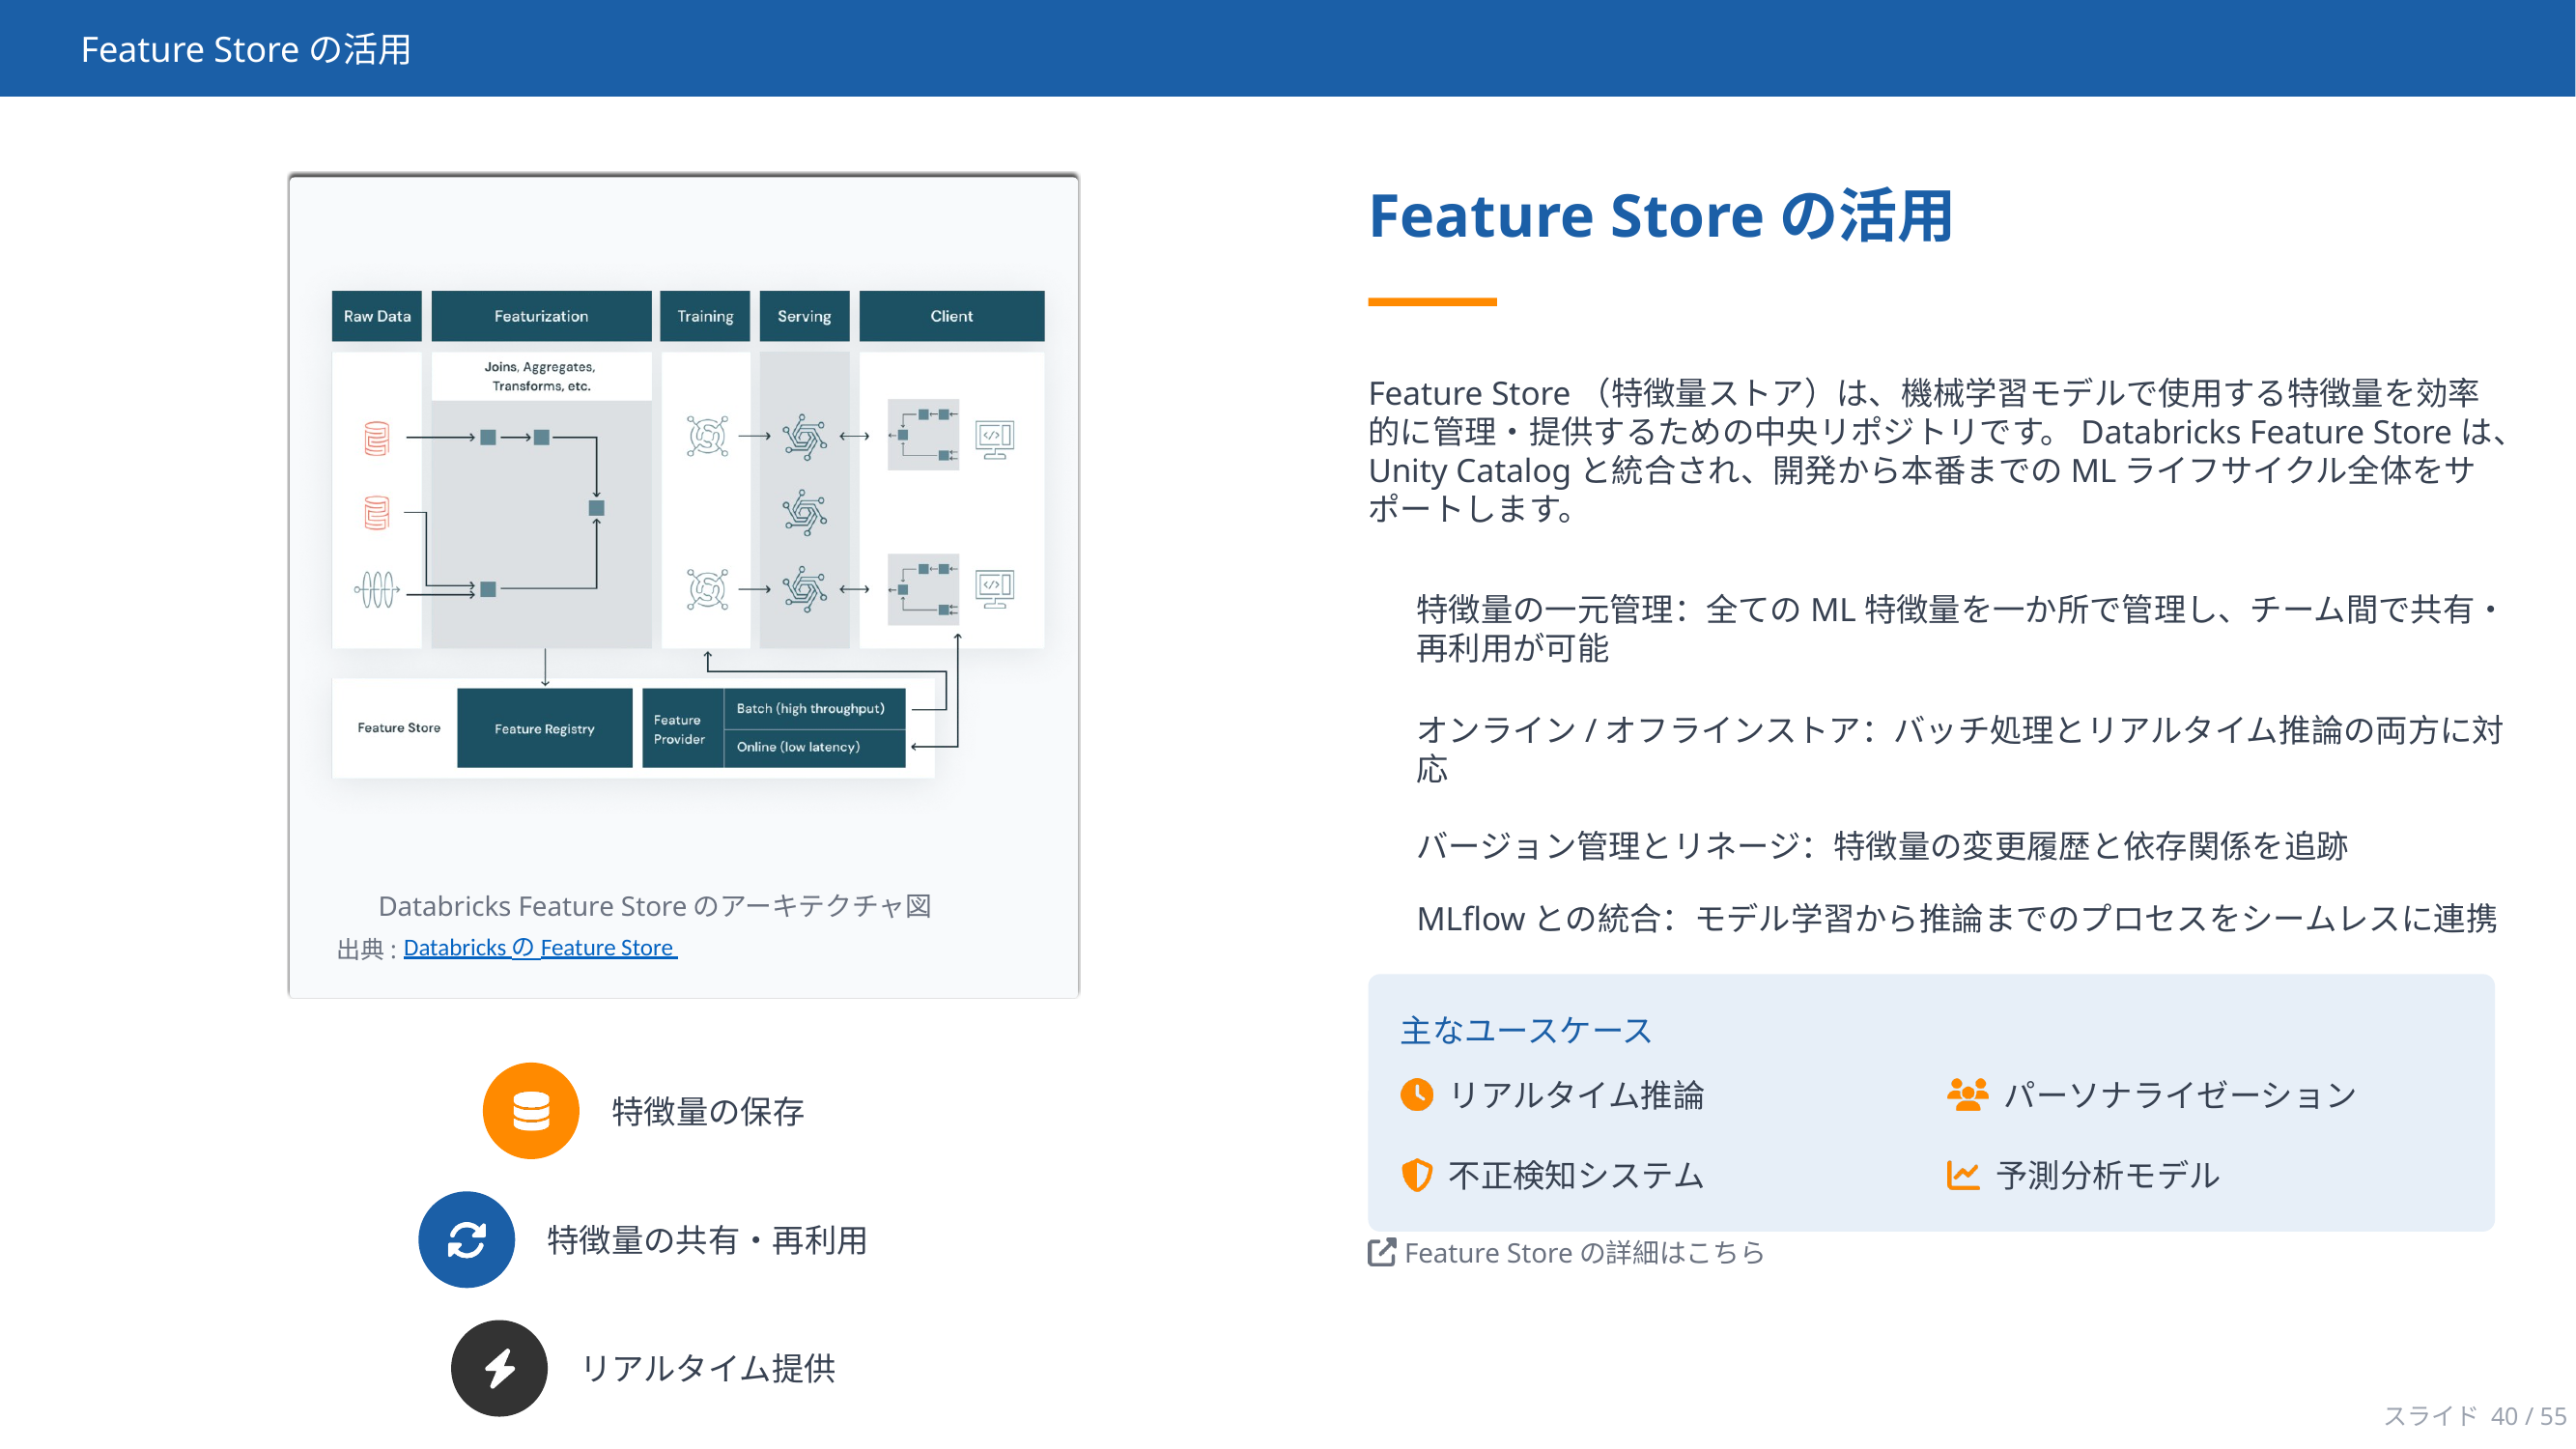 Feature Store の活用
Raw Data
Featurization
Training
Serving
Client
Joins, Aggregates,
Transforms, etc.
Feature Store
Feature Registry
Feature
Provider
Batch (high throughput)
Online (low latency)
Databricks Feature Store のアーキテクチャ図
出典 : Databricks の Feature Store
特徴量の保存
特徴量の共有・再利用
リアルタイム提供
Feature Store の活用
Feature Store （特徴量ストア）は、機械学習モデルで使用する特徴量を効率
的に管理・提供するための中央リポジトリです。 Databricks Feature Store は、
Unity Catalog と統合され、開発から本番までの ML ライフサイクル全体をサ
ポートします。
特徴量の一元管理：全ての ML 特徴量を一か所で管理し、チーム間で共有・
再利用が可能
オンライン / オフラインストア：バッチ処理とリアルタイム推論の両方に対
応
バージョン管理とリネージ：特徴量の変更履歴と依存関係を追跡
MLflow との統合：モデル学習から推論までのプロセスをシームレスに連携
主なユースケース
リアルタイム推論
パーソナライゼーション
不正検知システム
予測分析モデル
Feature Store の詳細はこちら
スライド 40 / 55